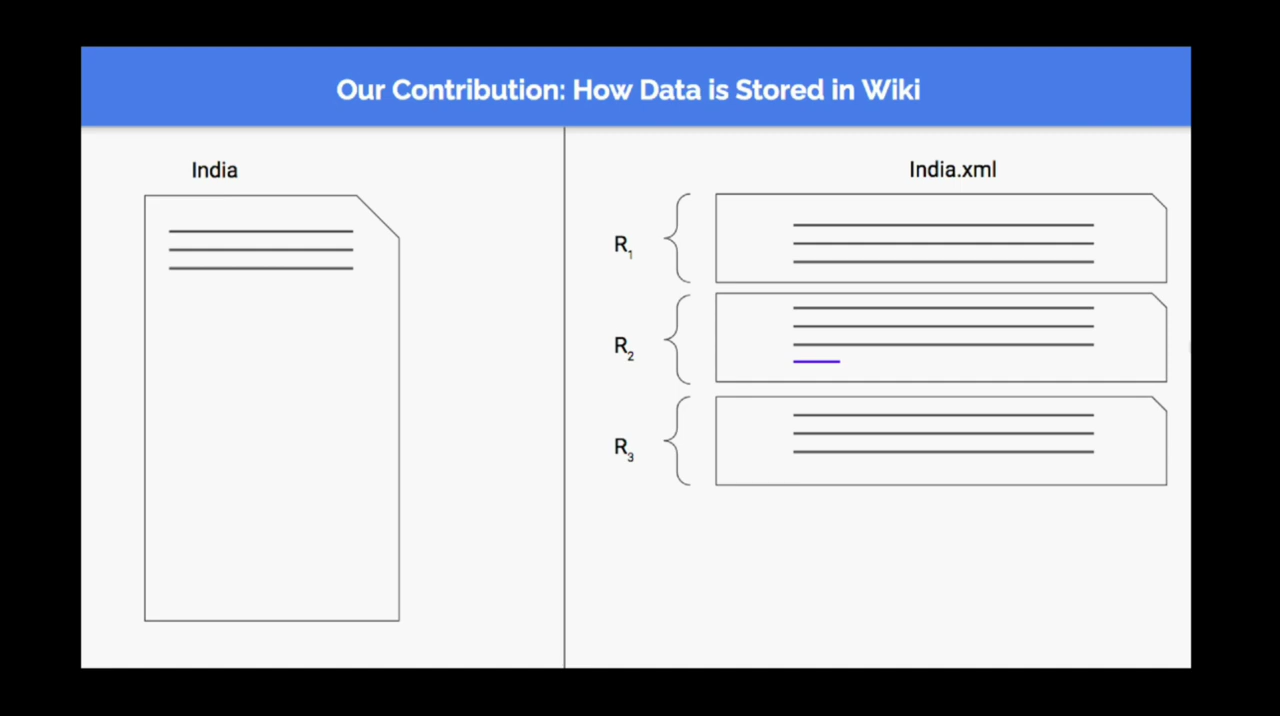 Our Contribution: How Data is Stored in Wiki
India
India.xml
R1
R2
R3